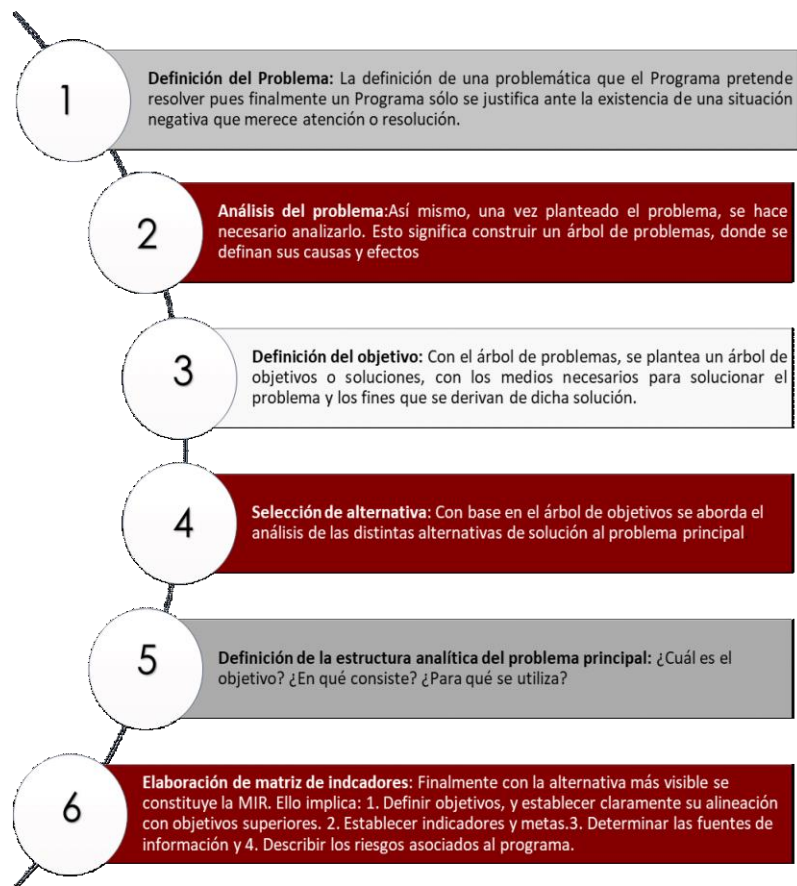 1
Definición del Problema: La definición de una problemática que el Programa pretende
resolver pues finalmente un Programa sólo se justifica ante la existencia de una situación
negativa que merece atención o resolución.
2
Análisis del problema:Así mismo, una vez planteado el problema, se hace
necesario analizarlo. Esto significa construir un árbol de problemas, donde se
definan sus causas y efectos
3
Definición del objetivo: Con el árbol de problemas, se plantea un árbol de
objetivos o soluciones, con los medios necesarios para solucionar el
problema y los fines que se derivan de dicha solución.
4
Selección de alternativa: Con base en el árbol de objetivos se aborda el
análisis de las distintas alternativas de solución al problema principal
5
Definición de la estructura analítica del problema principal: ¿Cuál es el
objetivo? ¿En qué consiste? ¿Para qué se utiliza?
6
Elaboración de matriz de indcadores: Finalmente con la alternativa más visible se
constituye la MIR. Ello implica: 1. Definir objetivos, y establecer claramente su alineación
con objetivos superiores. 2. Establecer indicadores y metas.3. Determinar las fuentes de
información y 4. Describir los riesgos asociados al programa.